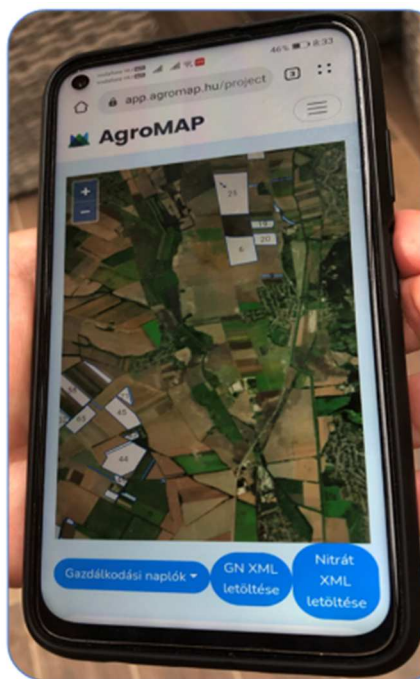 46% 8:33
app.agromap.hu/project
3
AgroMAP
+
−
25
6
20
45
44
Gazdálkodási naplók
GN XML
letöltése
Nitrát
XML
letöltése